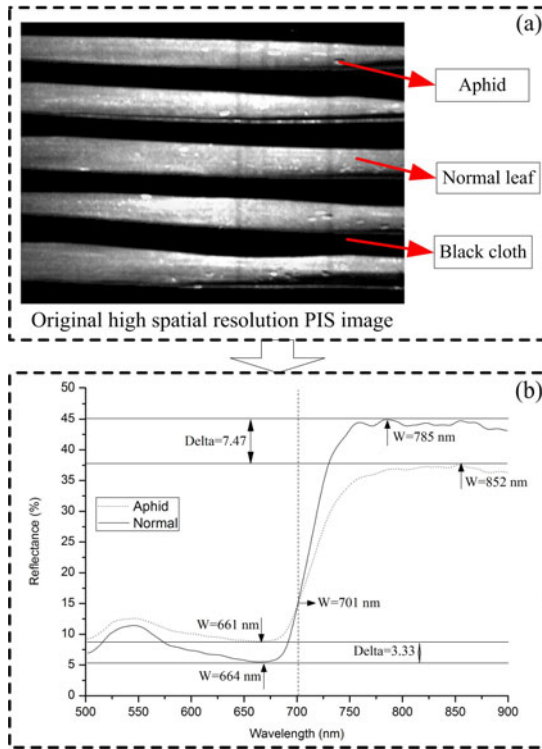 (a)
Aphid
Normal leaf
Black cloth
Original high spatial resolution PIS image
(b)
50
45
40
35
30
25
20
15
10
5
0
Reflectance (%)
Delta=7.47
W=785 nm
W=852 nm
Aphid
Normal
W=701 nm
W=661 nm
Delta=3.33
W=664 nm
500 550 600 650 700 750 800 850 900
Wavelength (nm)